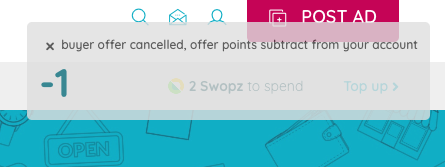 POST AD
× buyer offer cancelled, offer points subtract from your account
-1
2 Swopz to spend
Top up >
OPEN